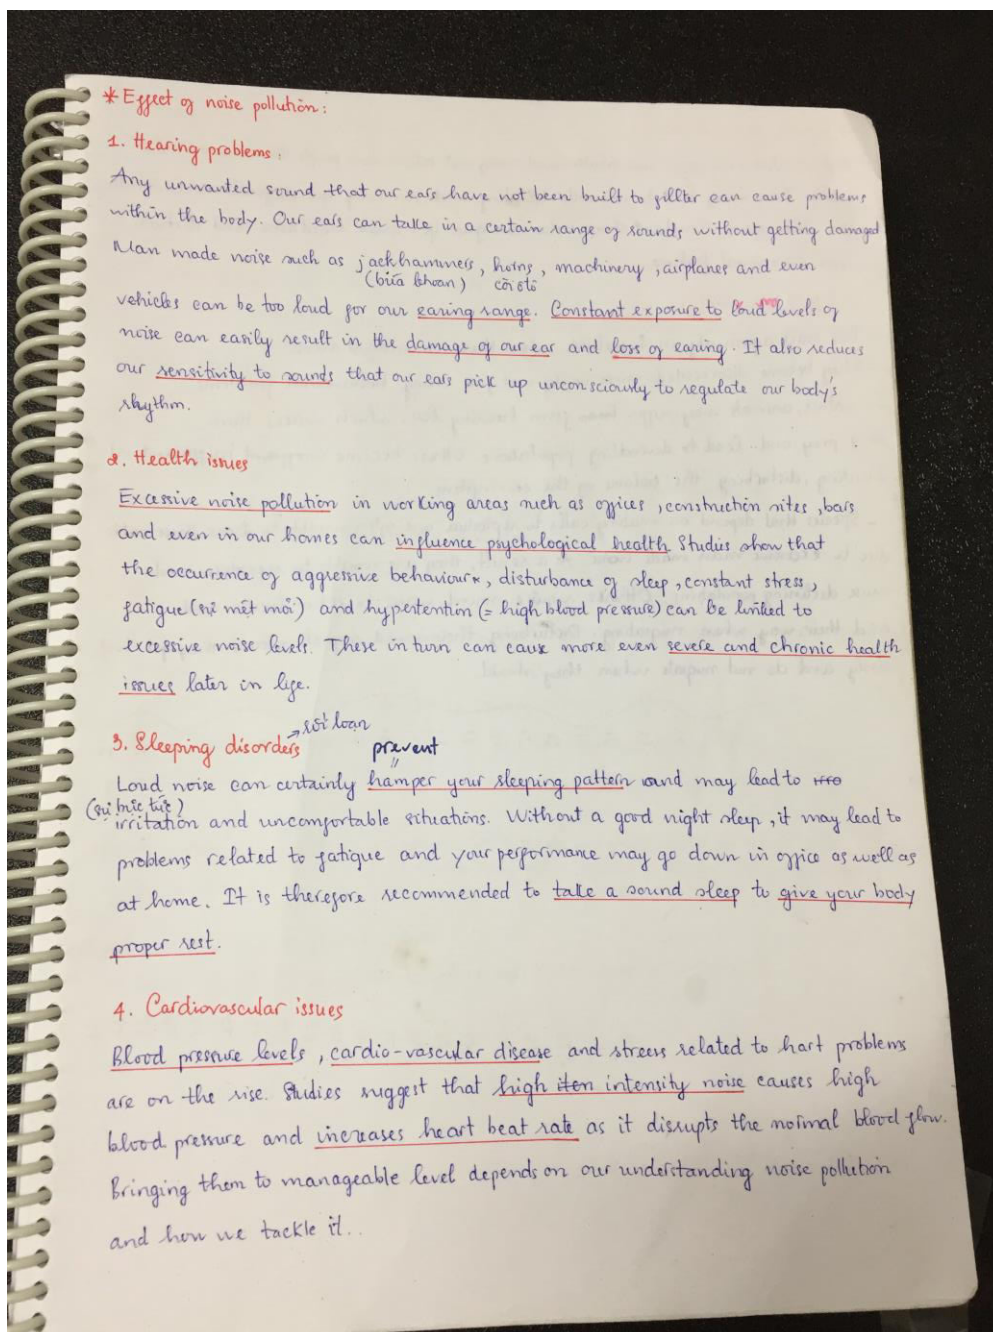 * Effect of noise pollution:
1. Hearing problems:
Any unwanted sound that our ears have not been built to fillter can cause problems
within the body. Our ears can take in a certain range of sounds without getting damaged
Man made noise such as jackhammers, horns, machinery, airplanes and even
(búa khoan) còi ôtô
vehicles can be too loud for our earing range. Constant exposure to loud levels of
noise can easily result in the damage of our ear and loss of earing. It also reduces
our sensitivity to sounds that our ears pick up unconsciously to regulate our body's
rhythm.
2. Health issues
Excessive noise pollution in working areas such as offices, construction sites, bars
and even in our homes can influence psychological health Studies show that
the occurrence of aggressive behaviour, disturbance of sleep, constant stress,
fatigue (sự mệt mỏi) and hypertention (= high blood pressure) can be linked to
excessive noise levels. These in turn can cause more even severe and chronic health
issues later in life.
3. Sleeping disorders → rối loạn
prevent
Loud noise can certainly hamper your sleeping pattern and may lead to
(sự bực tức)
irritation and uncomfortable situations. Without a good night sleep, it may lead to
problems related to fatigue and your performance may go down in office as well as
at home. It is therefore recommended to take a sound sleep to give your body
proper rest.
4. Cardiovascular issues
Blood pressure levels, cardio-vascular disease and stress related to hart problems
are on the rise. Studies suggest that high intensity noise causes high
blood pressure and increases heart beat rate as it disrupts the normal blood flow.
Bringing them to manageable level depends on our understanding noise pollution
and how we tackle it..